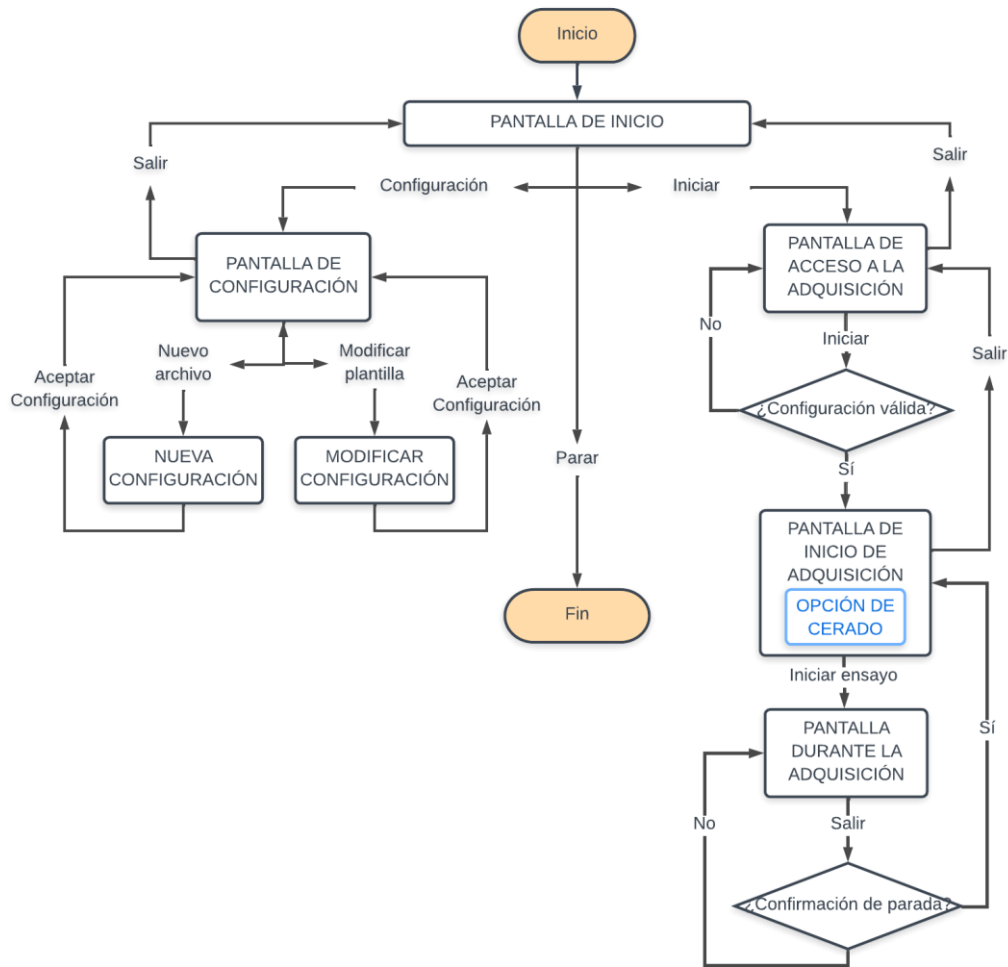 Inicio
PANTALLA DE INICIO
Salir
Salir
Configuración
Iniciar
PANTALLA DE
CONFIGURACIÓN
PANTALLA DE
ACCESO A LA
ADQUISICIÓN
No
Iniciar
Salir
Nuevo
archivo
Modificar
plantilla
Aceptar
Configuración
Aceptar
Configuración
¿Configuración válida?
NUEVA
CONFIGURACIÓN
MODIFICAR
CONFIGURACIÓN
Parar
Sí
PANTALLA DE
INICIO DE
ADQUISICIÓN
OPCIÓN DE
CERADO
Fin
Iniciar ensayo
PANTALLA
DURANTE LA
ADQUISICIÓN
Sí
No
Salir
¿Confirmación de parada?